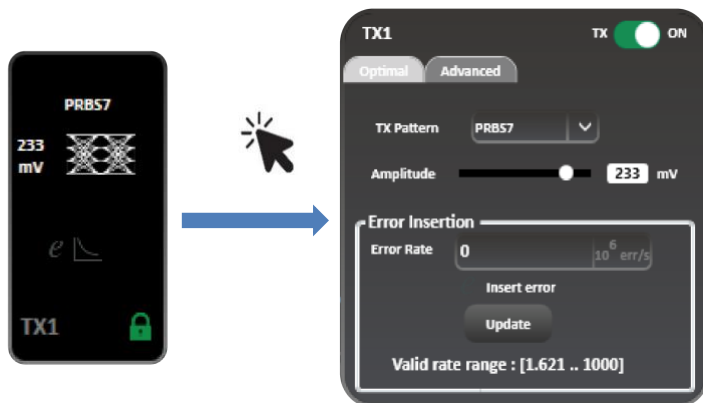 PRBS7
233
mV
e
TX1
TX1
TX ON
Optimal Advanced
TX Pattern PRBS7
Amplitude 233 mV
Error Insertion
Error Rate 0 10^6 err/s
Insert error
Update
Valid rate range : [1.621 .. 1000]